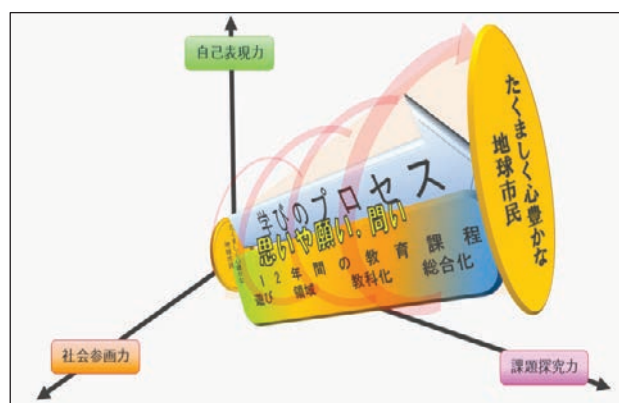 自己表現力
たくましく心豊かな
地球市民
学びのプロセス
思いや願い、問い
12年間の教育課程
遊び 領域 教科化 総合化
社会参画力
課題探究力